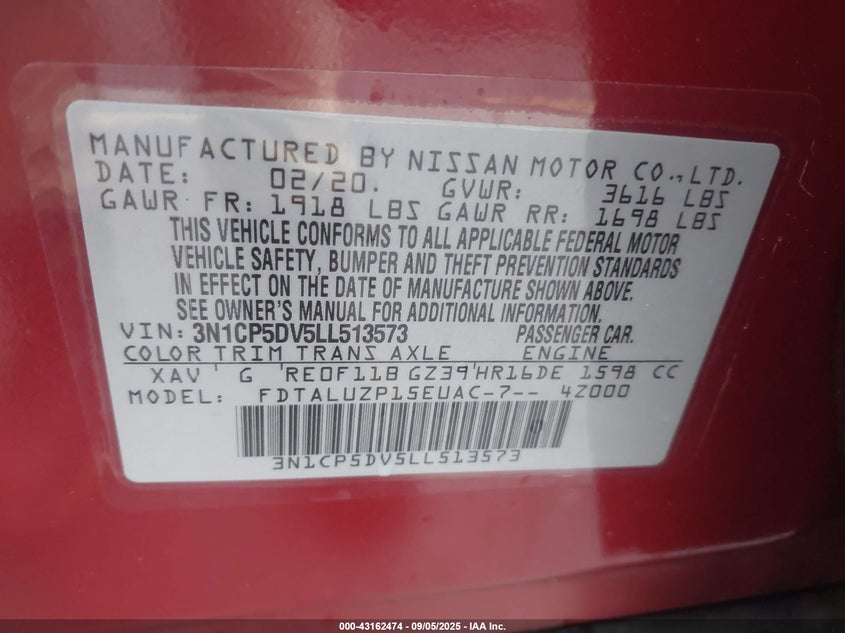 MANUFACTURED BY NISSAN MOTOR CO.,LTD.
DATE: 02/20. GVWR: 3616 LBS
GAWR FR: 1918 LBS GAWR RR: 1698 LBS
THIS VEHICLE CONFORMS TO ALL APPLICABLE FEDERAL MOTOR
VEHICLE SAFETY, BUMPER AND THEFT PREVENTION STANDARDS
IN EFFECT ON THE DATE OF MANUFACTURE SHOWN ABOVE.
SEE OWNER'S MANUAL FOR ADDITIONAL INFORMATION.
VIN: 3N1CP5DV5LL513573 PASSENGER CAR.
COLOR TRIM TRANS AXLE ENGINE
XAV G RE0F11B GZ39 HR16DE 1598 CC
MODEL: FDTALUZP15EUAC-7-- 4Z000
3N1CP5DV5LL513573
000-43162474 - 09/05/2025 - IAA Inc.